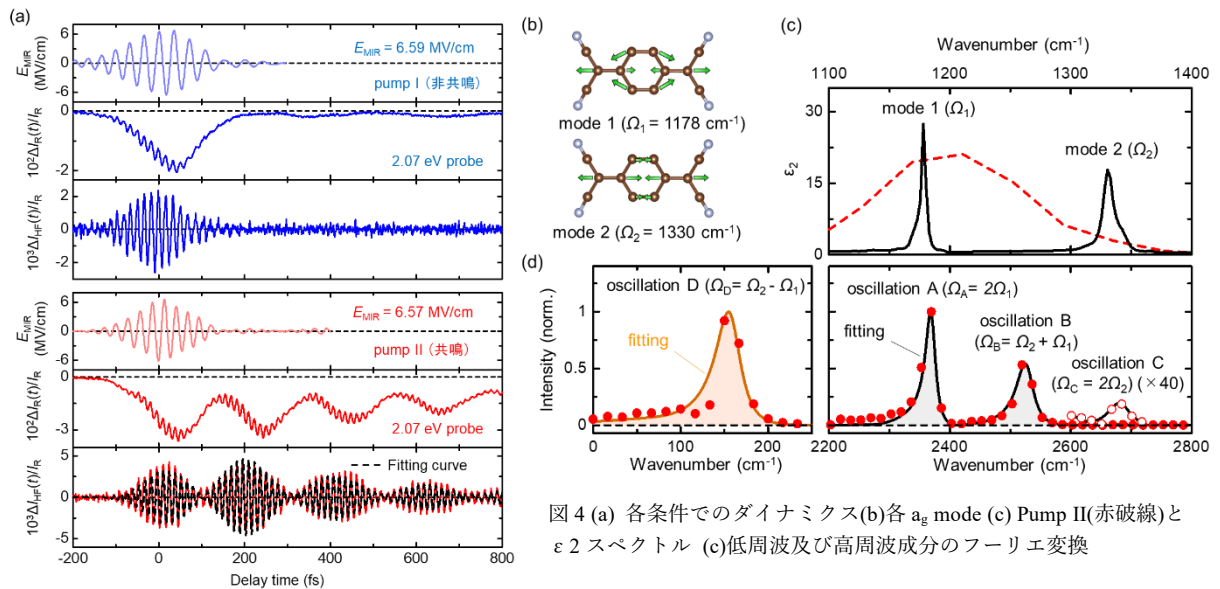 (a)
E_MIR (MV/cm)
6
0
-6
E_MIR = 6.59 MV/cm
pump I (非共鳴)
10²ΔI_R(t)/I_R
0
-2
2.07 eV probe
10³ΔI_HF(t)/I_R
2
0
-2
E_MIR (MV/cm)
6
0
-6
E_MIR = 6.57 MV/cm
pump II (共鳴)
10²ΔI_R(t)/I_R
0
-3
2.07 eV probe
10³ΔI_HF(t)/I_R
5
0
-5
Fitting curve
-200 0 200 400 600 800
Delay time (fs)
(b)
mode 1 (Ω₁ = 1178 cm⁻¹)
mode 2 (Ω₂ = 1330 cm⁻¹)
(c)
Wavenumber (cm⁻¹)
1100 1200 1300 1400
ε₂
30
15
0
mode 1 (Ω₁)
mode 2 (Ω₂)
(d)
Intensity (norm.)
1
0.5
0
oscillation D (Ω_D = Ω₂ - Ω₁)
fitting
0 100 200
Wavenumber (cm⁻¹)
oscillation A (Ω_A = 2Ω₁)
fitting
oscillation B
(Ω_B = Ω₂ + Ω₁)
oscillation C
(Ω_C = 2Ω₂) (×40)
2200 2400 2600 2800
Wavenumber (cm⁻¹)
図 4 (a) 各条件でのダイナミクス(b)各 a_g mode (c) Pump II(赤破線)と
ε2 スペクトル (c)低周波及び高周波成分のフーリエ変換